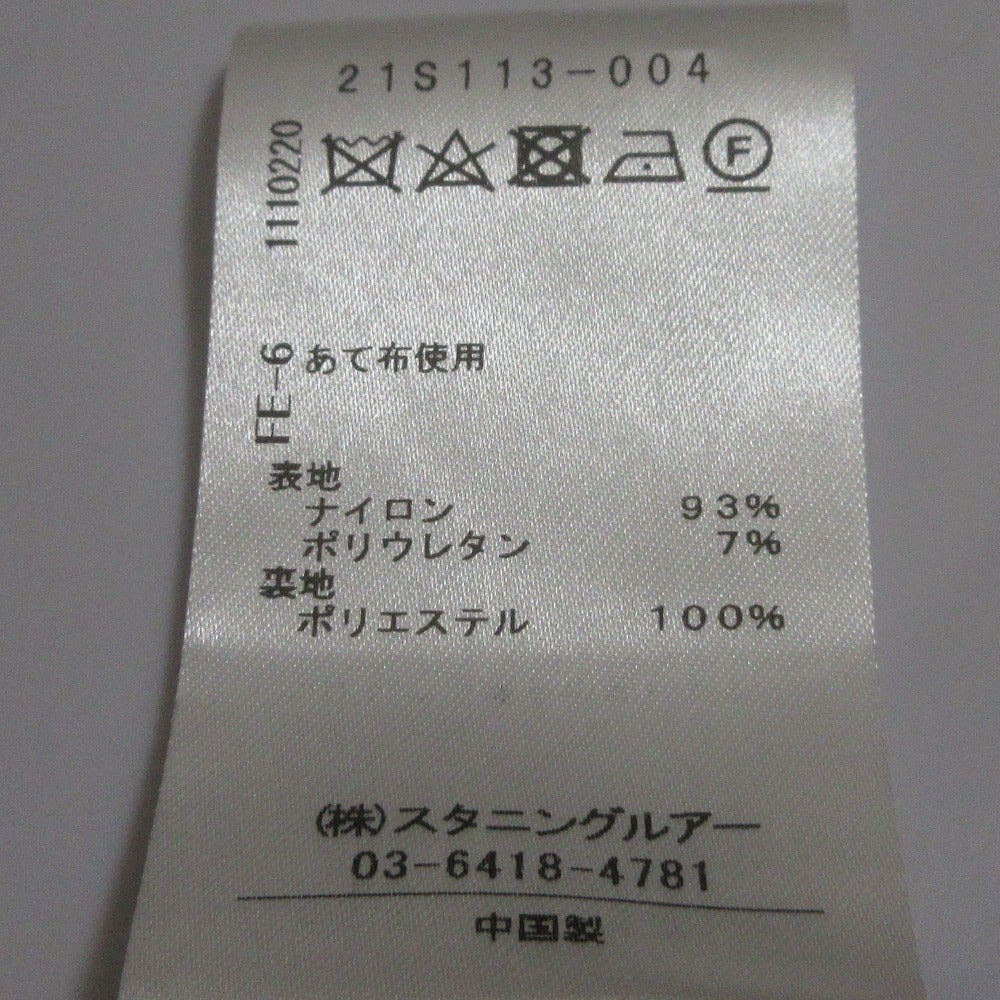 21S113-004
1110220
F
FE-6
あて布使用
表地
ナイロン 93%
ポリウレタン 7%
裏地
ポリエステル 100%
(株)スタニングルアー
03-6418-4781
中国製